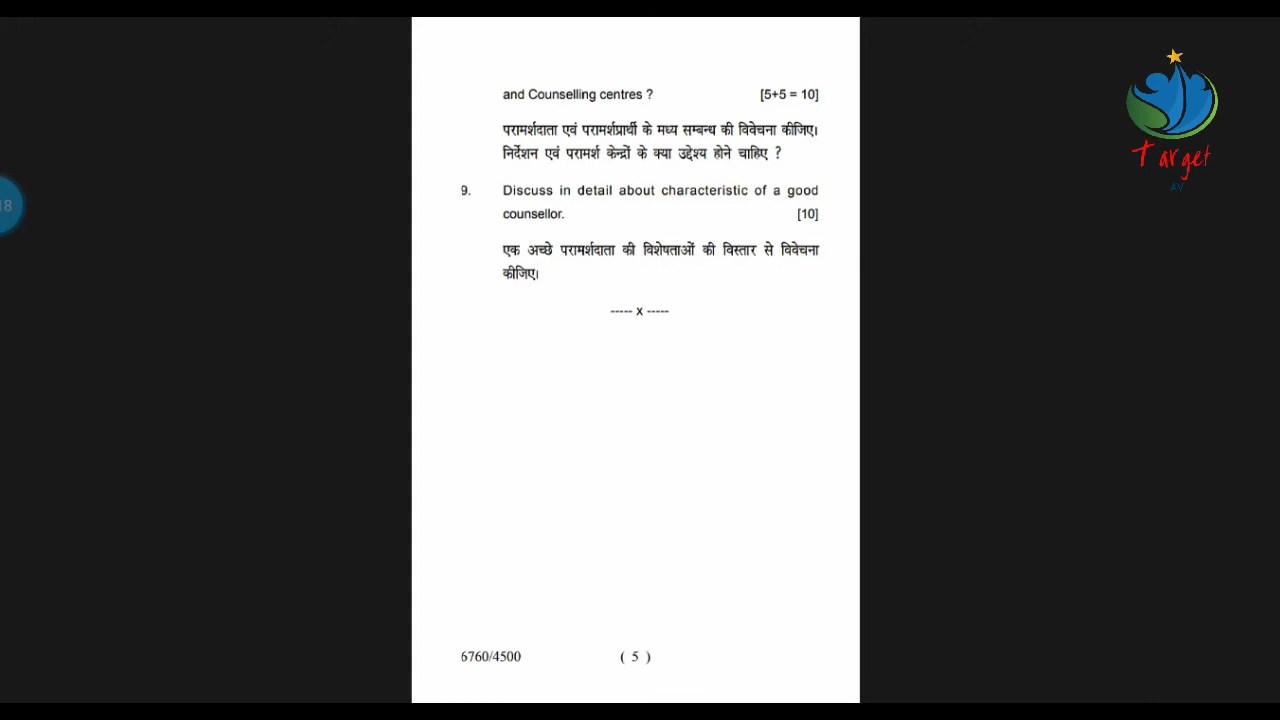 and Counselling centres ? [5+5 = 10]
परामर्शदाता एवं परामर्शप्रार्थी के मध्य सम्बन्ध की विवेचना कीजिए।
निर्देशन एवं परामर्श केन्द्रों के क्या उद्देश्य होने चाहिए ?
9. Discuss in detail about characteristic of a good
counsellor. [10]
एक अच्छे परामर्शदाता की विशेषताओं की विस्तार से विवेचना
कीजिए।
----- x -----
6760/4500 ( 5 )
Target
AV
18